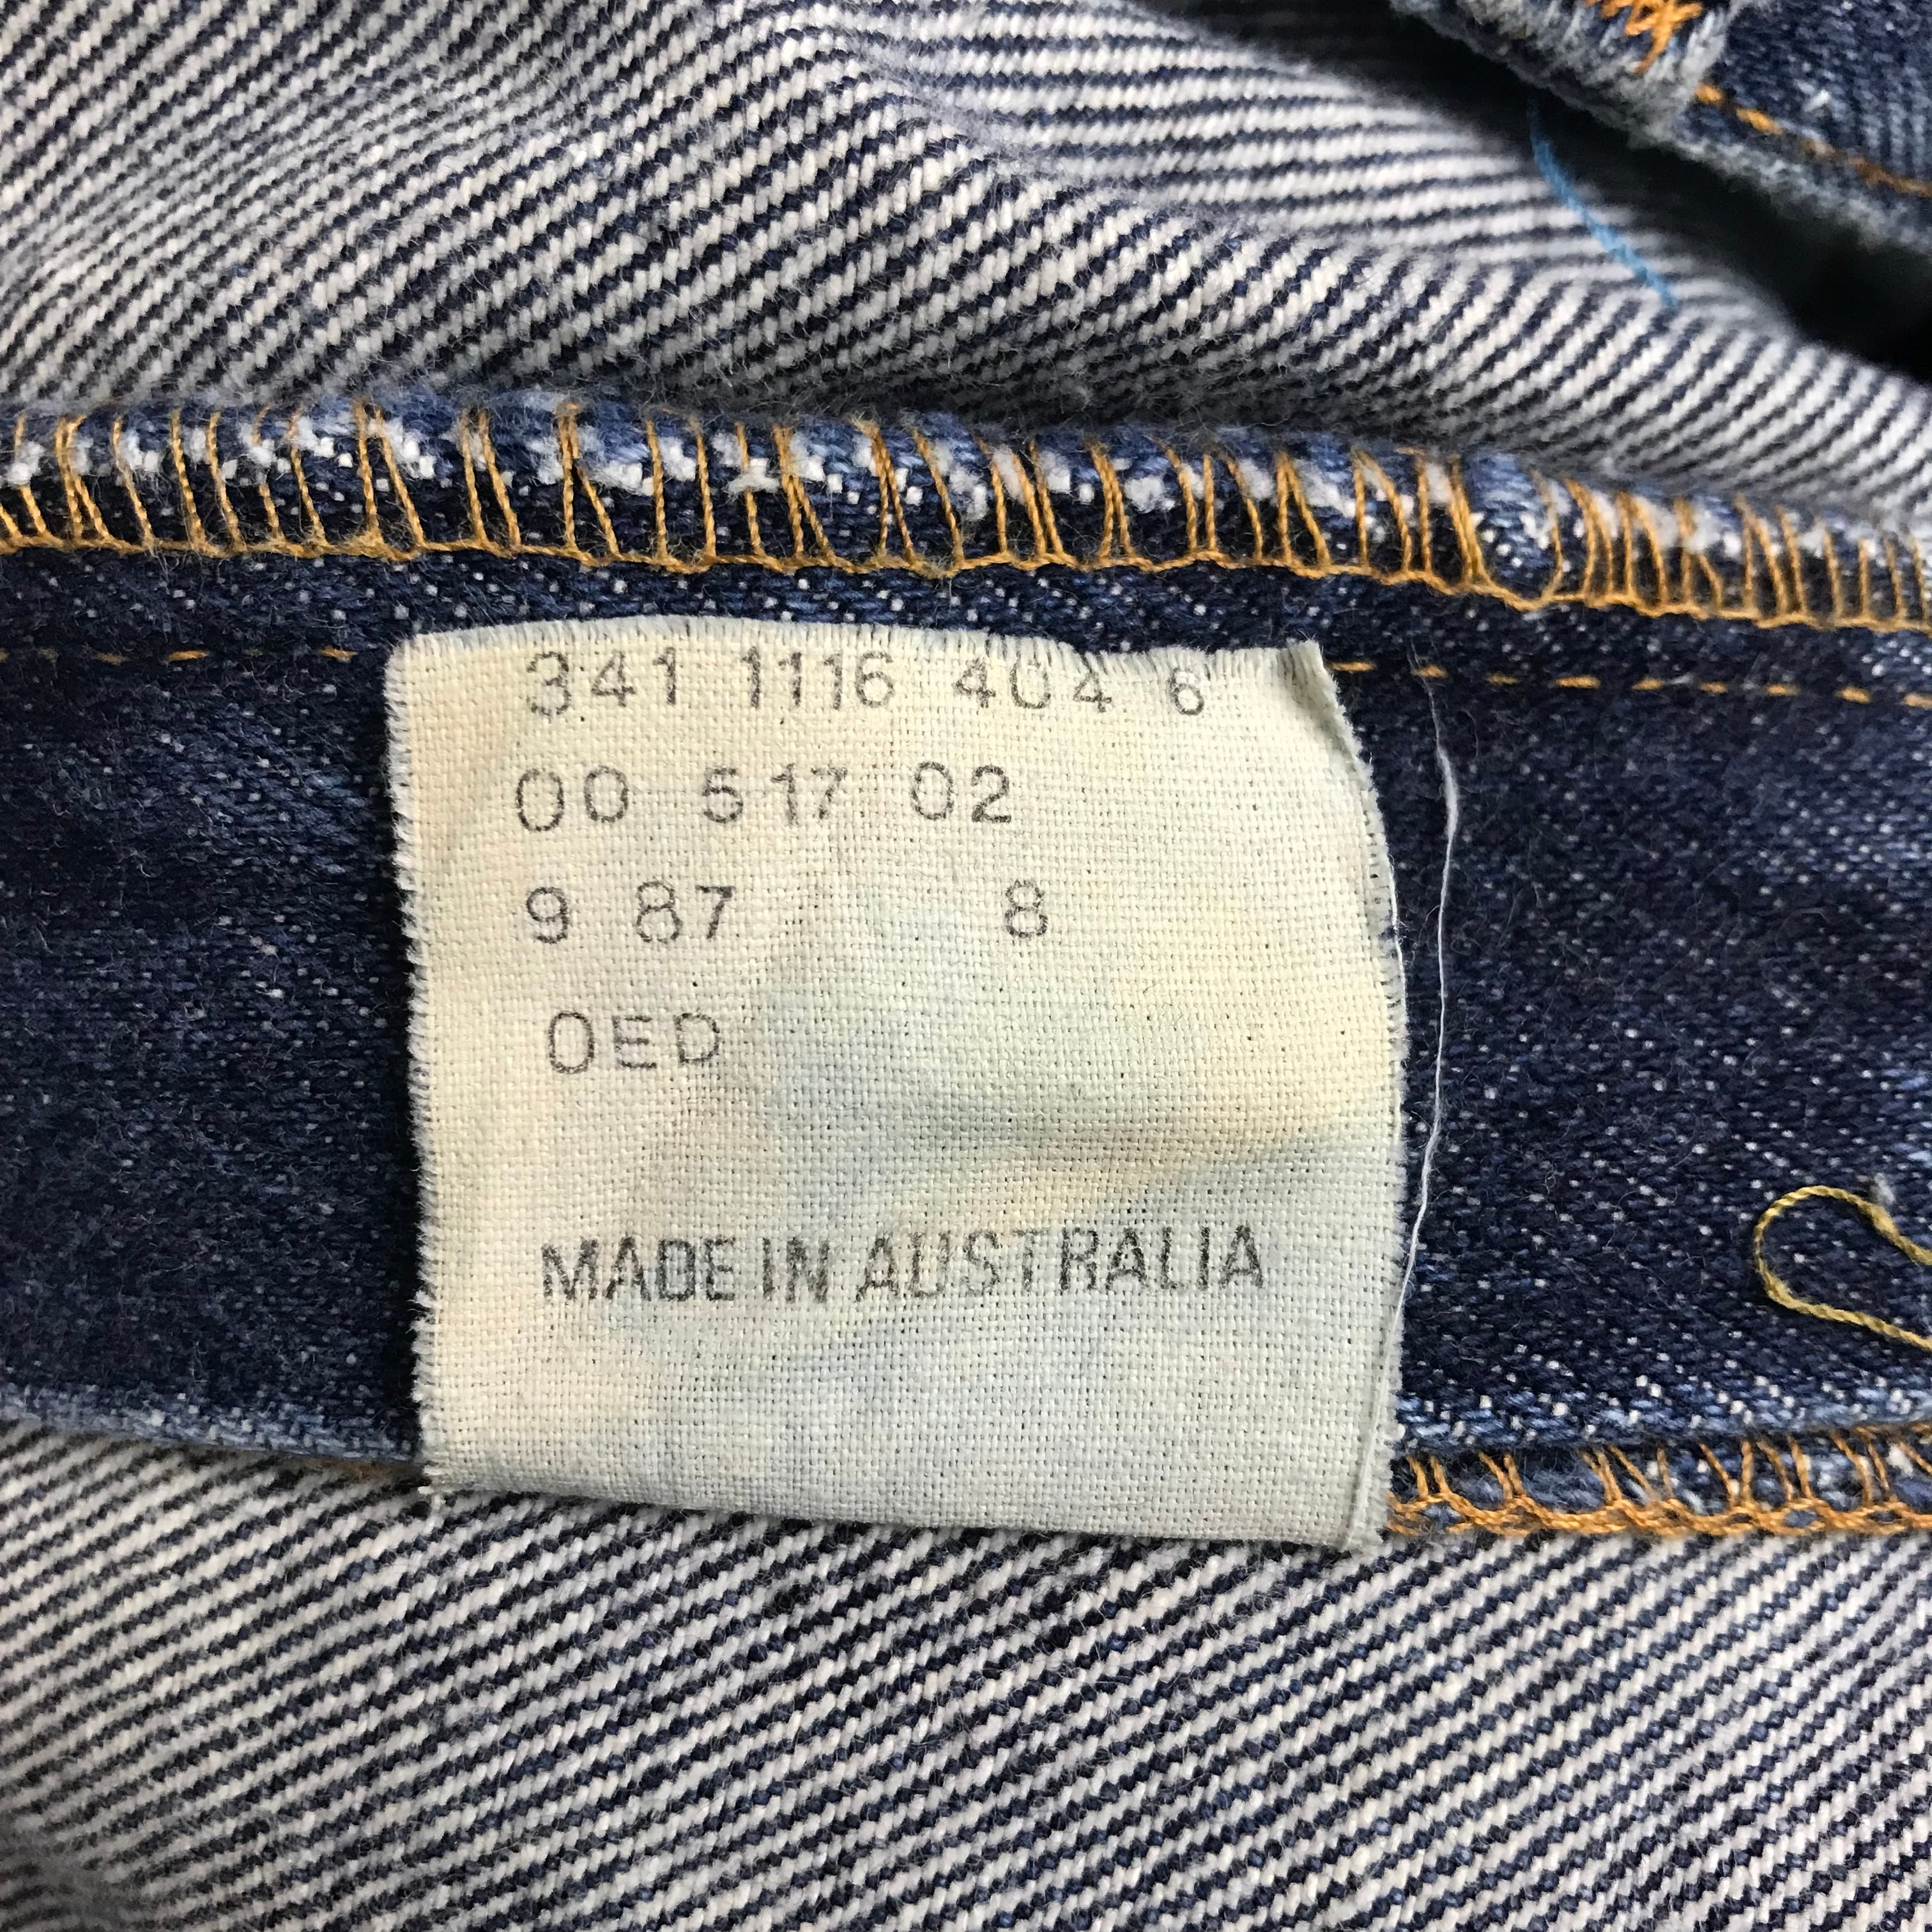 341 1116 404 6
00 517 02
9 87 8
OED
MADE IN AUSTRALIA